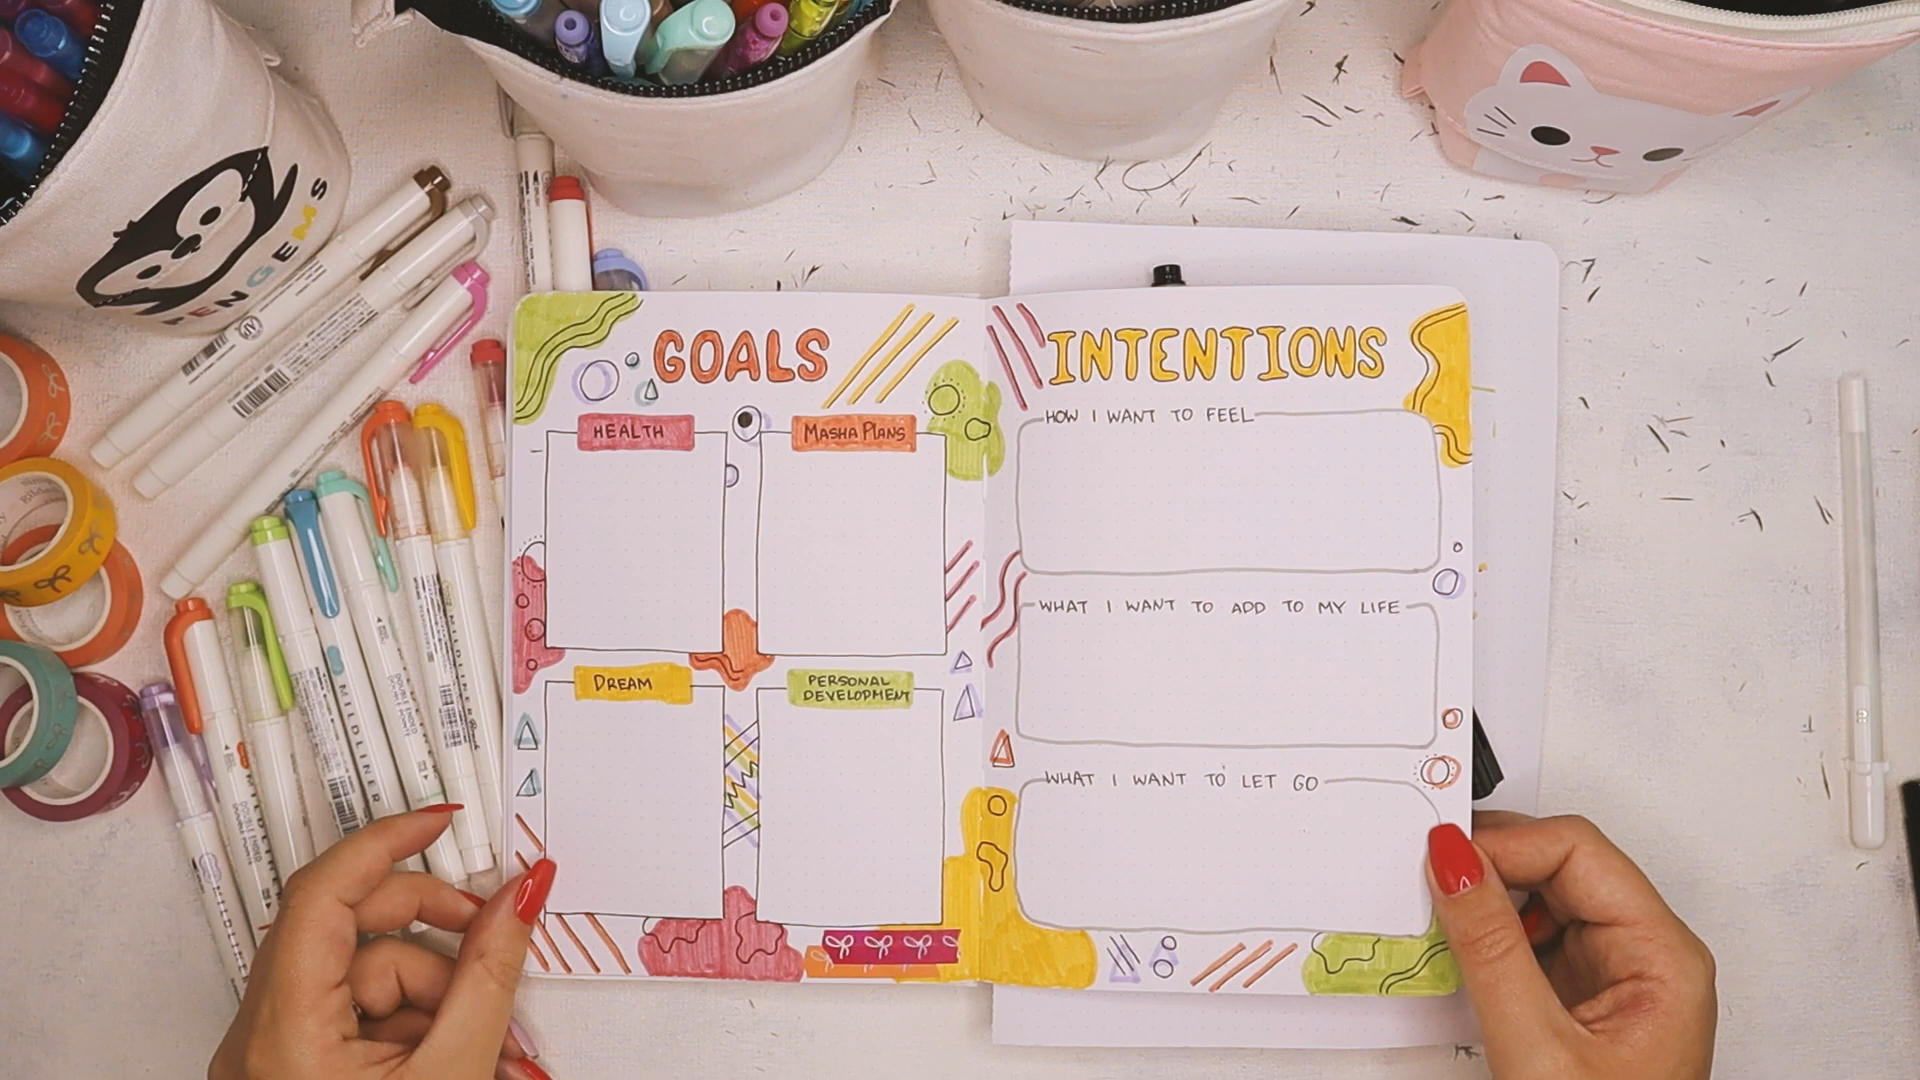 PENGEMS
GOALS
HEALTH
MASHA PLANS
DREAM
PERSONAL
DEVELOPMENT
INTENTIONS
HOW I WANT TO FEEL
WHAT I WANT TO ADD TO MY LIFE
WHAT I WANT TO LET GO
MILDLINER